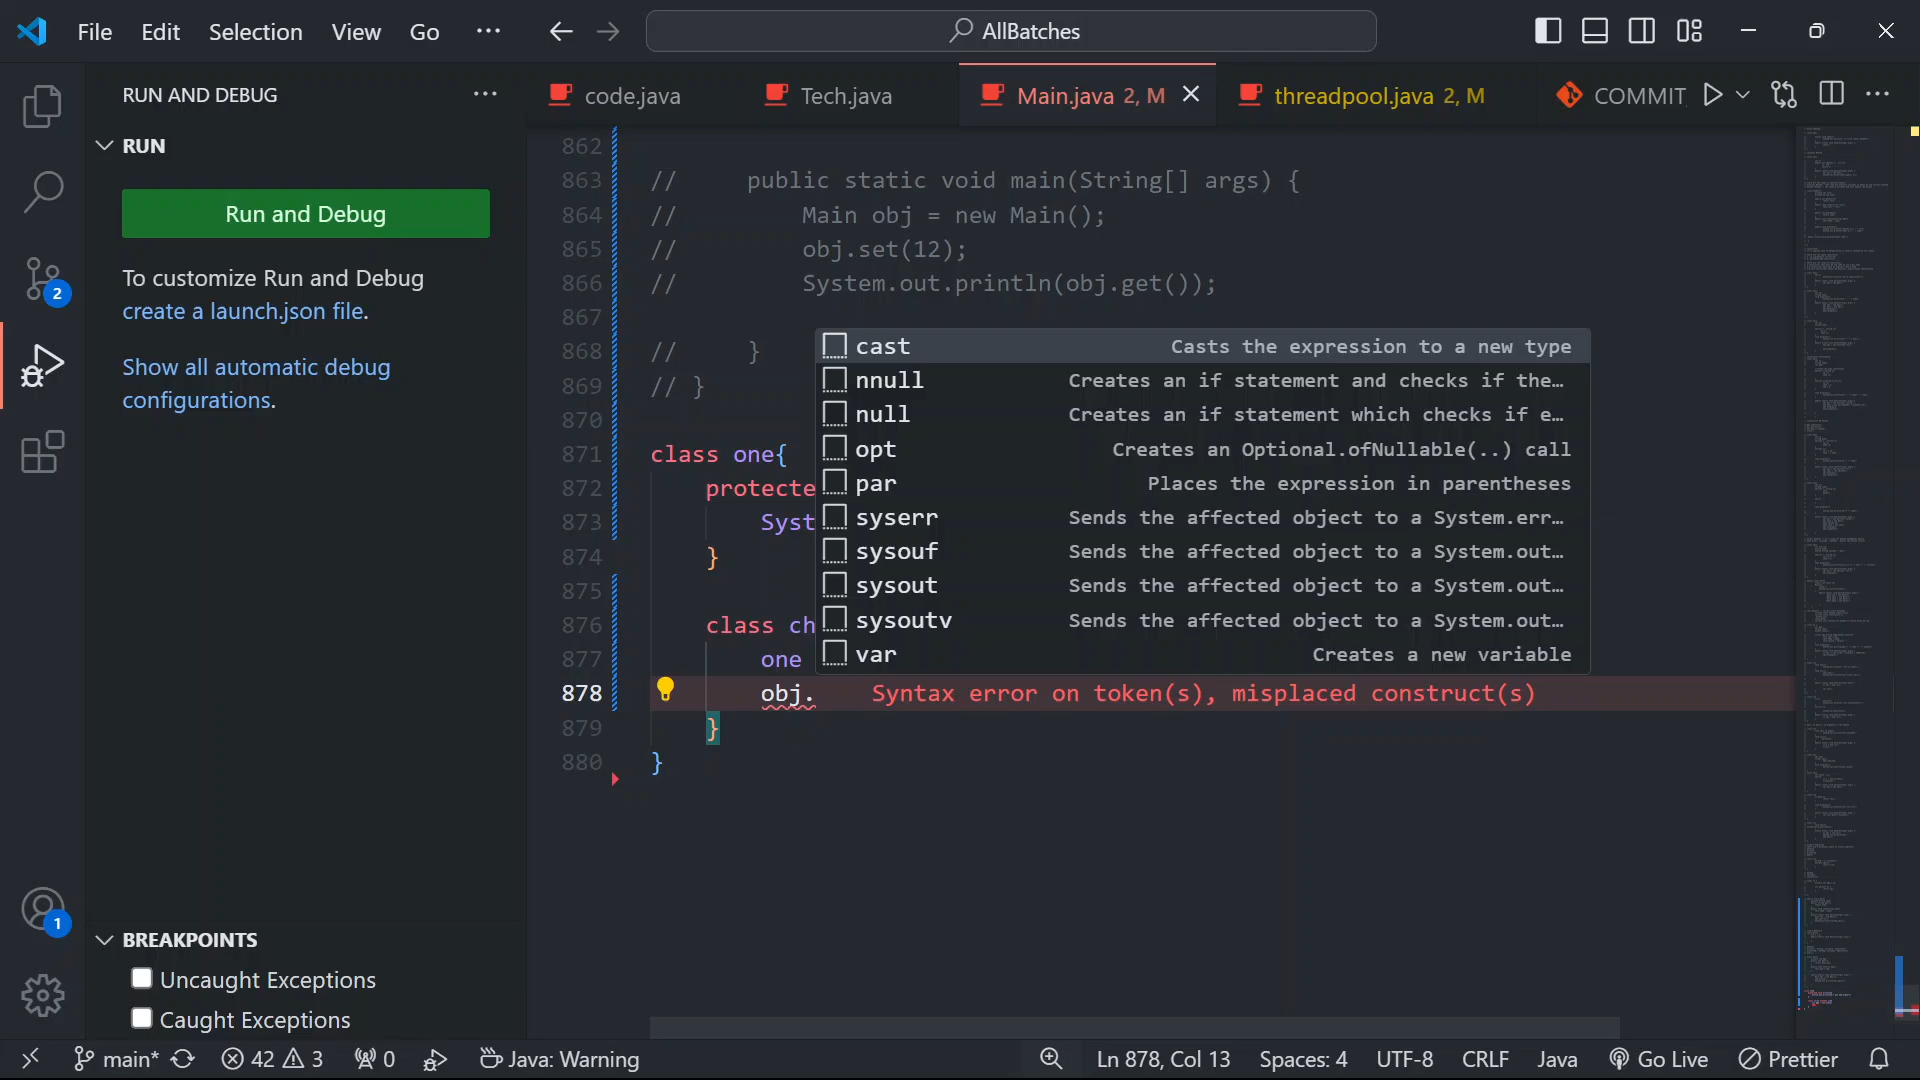 File Edit Selection View Go ··· AllBatches
RUN AND DEBUG ···
code.java Tech.java Main.java 2, M threadpool.java 2, M COMMIT ···
RUN
Run and Debug
To customize Run and Debug
create a launch.json file.
Show all automatic debug
configurations.
862
863 // public static void main(String[] args) {
864 // Main obj = new Main();
865 // obj.set(12);
866 // System.out.println(obj.get());
867
868 // }
869 // }
870
871 class one{
872 protecte
873 Syst
874 }
875
876 class ch
877 one
878 obj. Syntax error on token(s), misplaced construct(s)
879 }
880 }
cast Casts the expression to a new type
nnull Creates an if statement and checks if the…
null Creates an if statement which checks if e…
opt Creates an Optional.ofNullable(..) call
par Places the expression in parentheses
syserr Sends the affected object to a System.err…
sysouf Sends the affected object to a System.out…
sysout Sends the affected object to a System.out…
sysoutv Sends the affected object to a System.out…
var Creates a new variable
2
1
BREAKPOINTS
Uncaught Exceptions
Caught Exceptions
main* 42 3 0 Java: Warning Ln 878, Col 13 Spaces: 4 UTF-8 CRLF Java Go Live Prettier